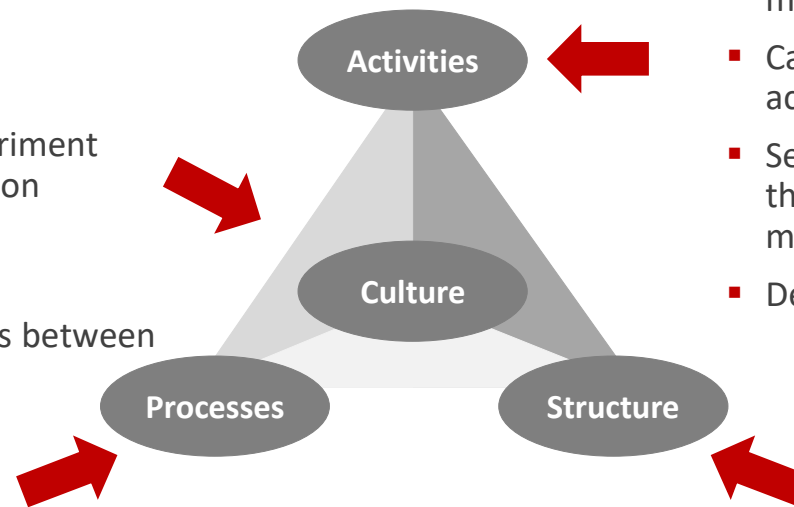 Activities
riment
on
Culture
s between
Processes
Structure
Ca
ac
Se
th
m
De